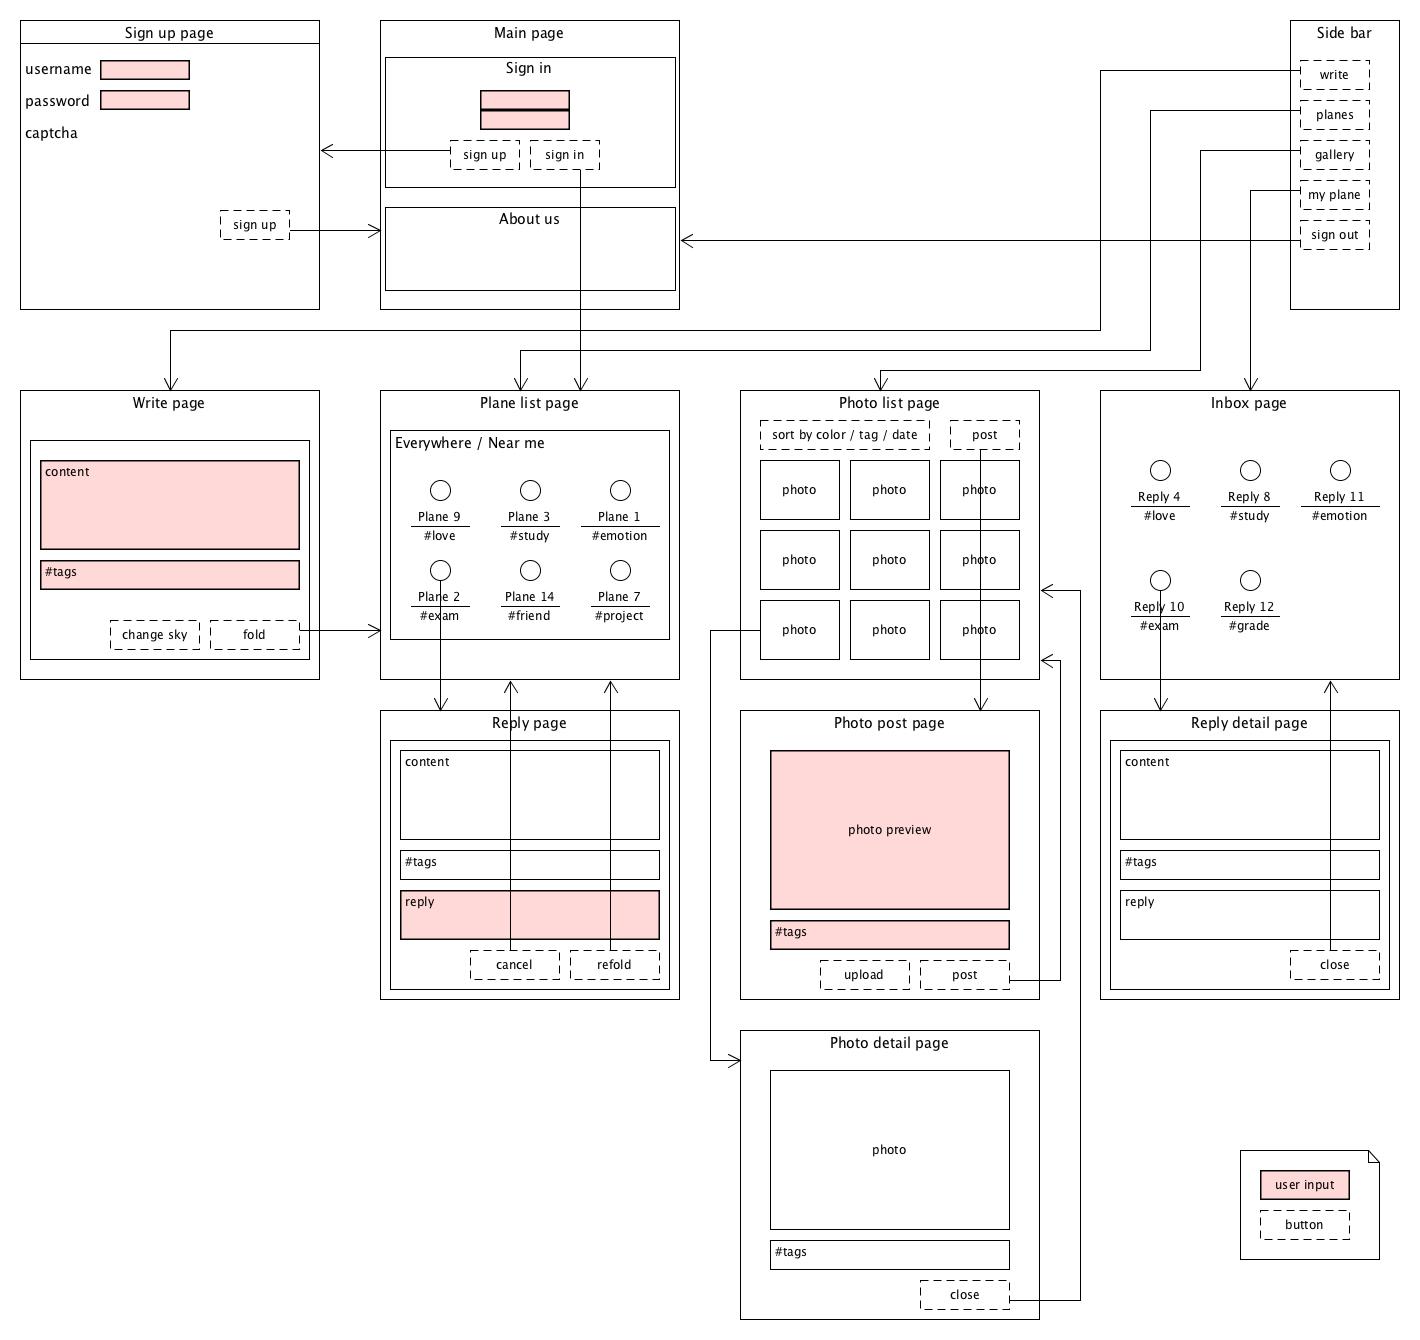 Sign up page
username
password
captcha
sign up
Main page
Sign in
sign up
sign in
About us
Side bar
write
planes
gallery
my plane
sign out
Write page
content
#tags
change sky
fold
Plane list page
Everywhere / Near me
Plane 9
#love
Plane 3
#study
Plane 1
#emotion
Plane 2
#exam
Plane 14
#friend
Plane 7
#project
Photo list page
sort by color / tag / date
post
photo
photo
photo
photo
photo
photo
photo
photo
photo
Inbox page
Reply 4
#love
Reply 8
#study
Reply 11
#emotion
Reply 10
#exam
Reply 12
#grade
Reply page
content
#tags
reply
cancel
refold
Photo post page
photo preview
#tags
upload
post
Reply detail page
content
#tags
reply
close
Photo detail page
photo
#tags
close
user input
button